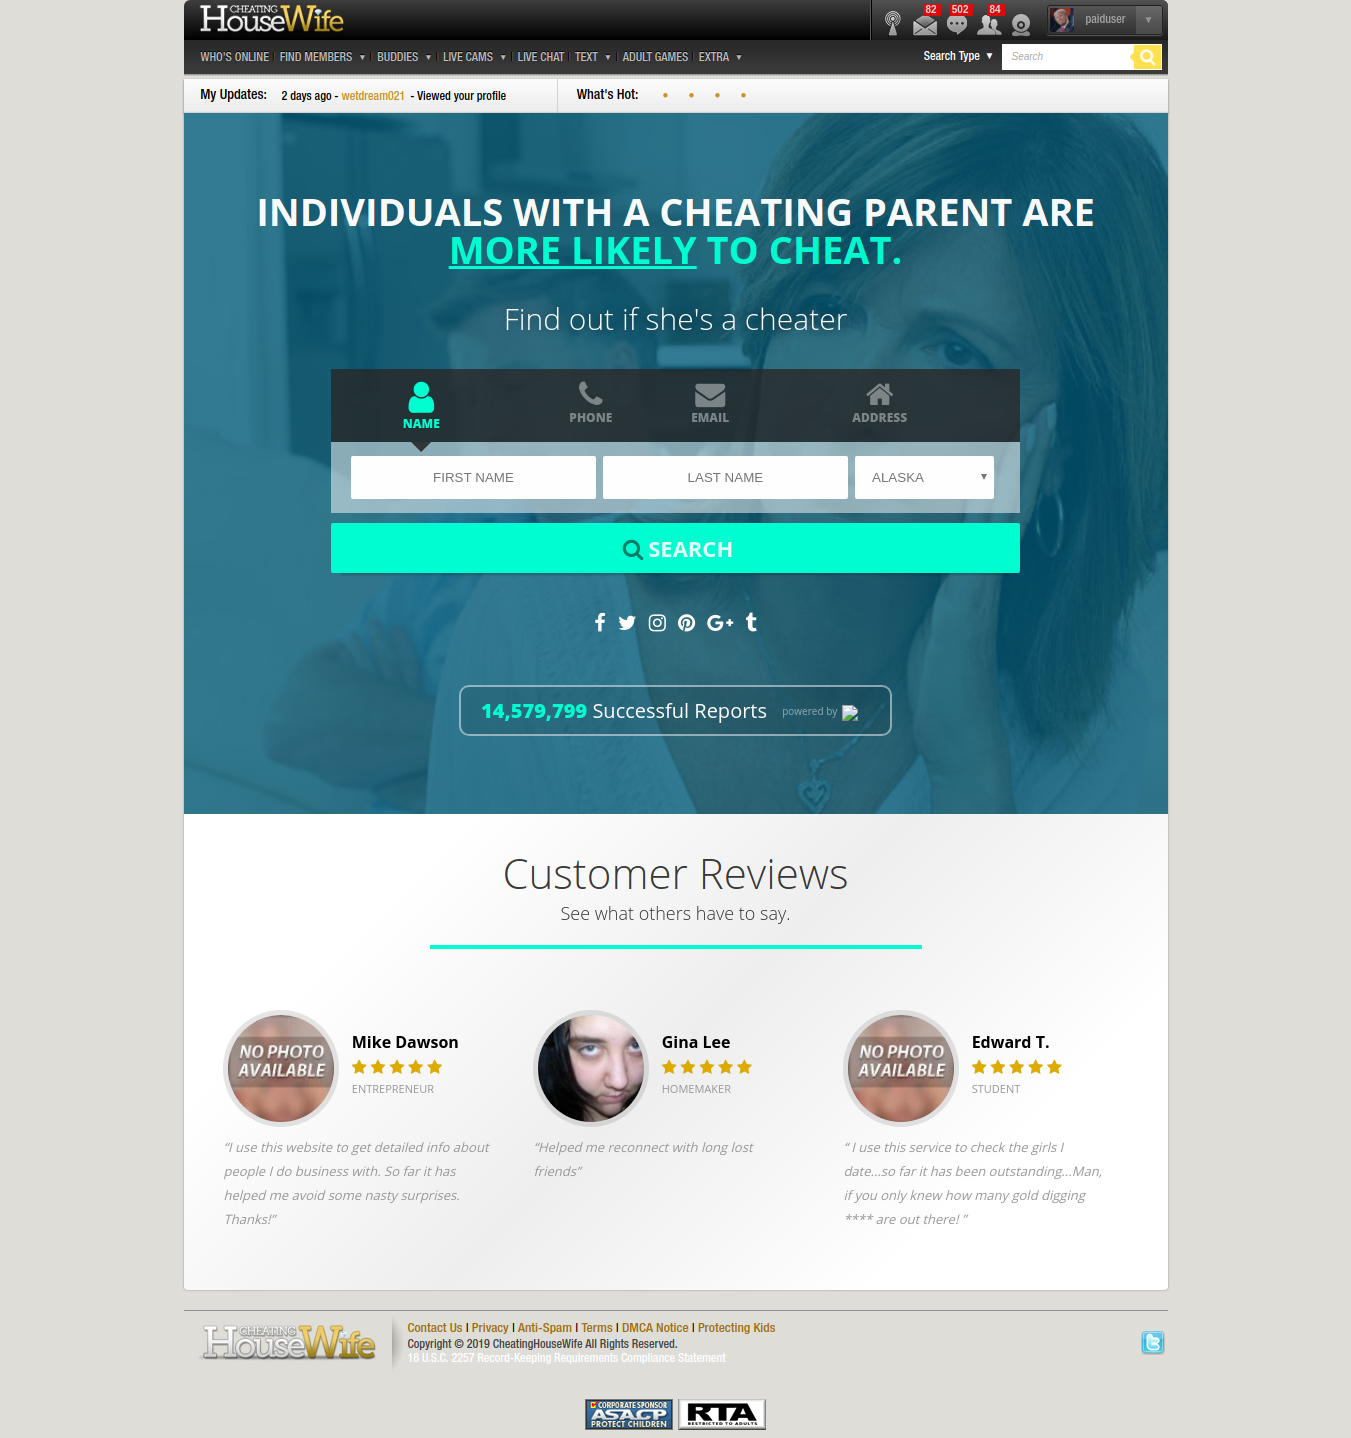 CHEATING
HouseWife
82
502
84
paiduser
WHO'S ONLINE
FIND MEMBERS
BUDDIES
LIVE CAMS
LIVE CHAT
TEXT
ADULT GAMES
EXTRA
Search Type
Search
My Updates:
2 days ago - wetdream021 - Viewed your profile
What's Hot:
INDIVIDUALS WITH A CHEATING PARENT ARE
MORE LIKELY TO CHEAT.
Find out if she's a cheater
NAME
PHONE
EMAIL
ADDRESS
FIRST NAME
LAST NAME
ALASKA
SEARCH
14,579,799 Successful Reports
powered by
Customer Reviews
See what others have to say.
NO PHOTO
AVAILABLE
Mike Dawson
ENTREPRENEUR
“I use this website to get detailed info about
people I do business with. So far it has
helped me avoid some nasty surprises.
Thanks!”
Gina Lee
HOMEMAKER
“Helped me reconnect with long lost
friends”
NO PHOTO
AVAILABLE
Edward T.
STUDENT
“ I use this service to check the girls I
date...so far it has been outstanding...Man,
if you only knew how many gold digging
**** are out there! ”
CHEATING
HouseWife
Contact Us I Privacy I Anti-Spam I Terms I DMCA Notice I Protecting Kids
Copyright © 2019 CheatingHouseWife All Rights Reserved.
18 U.S.C. 2257 Record-Keeping Requirements Compliance Statement
CORPORATE SPONSOR
ASACP
PROTECT CHILDREN
RTA
RESTRICTED TO ADULTS